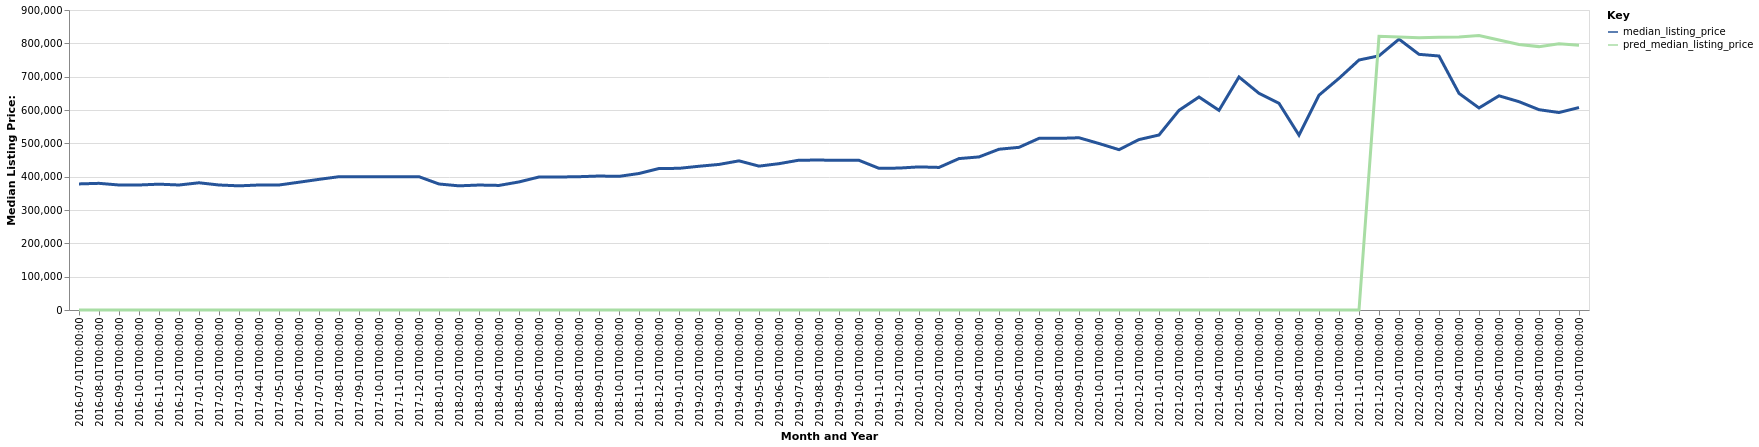 900,000
800,000
700,000
600,000
500,000
400,000
300,000
200,000
100,000
0
Median Listing Price:
2016-07-01T00:00:00
2016-08-01T00:00:00
2016-09-01T00:00:00
2016-10-01T00:00:00
2016-11-01T00:00:00
2016-12-01T00:00:00
2017-01-01T00:00:00
2017-02-01T00:00:00
2017-03-01T00:00:00
2017-04-01T00:00:00
2017-05-01T00:00:00
2017-06-01T00:00:00
2017-07-01T00:00:00
2017-08-01T00:00:00
2017-09-01T00:00:00
2017-10-01T00:00:00
2017-11-01T00:00:00
2017-12-01T00:00:00
2018-01-01T00:00:00
2018-02-01T00:00:00
2018-03-01T00:00:00
2018-04-01T00:00:00
2018-05-01T00:00:00
2018-06-01T00:00:00
2018-07-01T00:00:00
2018-08-01T00:00:00
2018-09-01T00:00:00
2018-10-01T00:00:00
2018-11-01T00:00:00
2018-12-01T00:00:00
2019-01-01T00:00:00
2019-02-01T00:00:00
2019-03-01T00:00:00
2019-04-01T00:00:00
2019-05-01T00:00:00
2019-06-01T00:00:00
2019-07-01T00:00:00
2019-08-01T00:00:00
2019-09-01T00:00:00
2019-10-01T00:00:00
2019-11-01T00:00:00
2019-12-01T00:00:00
2020-01-01T00:00:00
2020-02-01T00:00:00
2020-03-01T00:00:00
2020-04-01T00:00:00
2020-05-01T00:00:00
2020-06-01T00:00:00
2020-07-01T00:00:00
2020-08-01T00:00:00
2020-09-01T00:00:00
2020-10-01T00:00:00
2020-11-01T00:00:00
2020-12-01T00:00:00
2021-01-01T00:00:00
2021-02-01T00:00:00
2021-03-01T00:00:00
2021-04-01T00:00:00
2021-05-01T00:00:00
2021-06-01T00:00:00
2021-07-01T00:00:00
2021-08-01T00:00:00
2021-09-01T00:00:00
2021-10-01T00:00:00
2021-11-01T00:00:00
2021-12-01T00:00:00
2022-01-01T00:00:00
2022-02-01T00:00:00
2022-03-01T00:00:00
2022-04-01T00:00:00
2022-05-01T00:00:00
2022-06-01T00:00:00
2022-07-01T00:00:00
2022-08-01T00:00:00
2022-09-01T00:00:00
2022-10-01T00:00:00
Month and Year
Key
median_listing_price
pred_median_listing_price